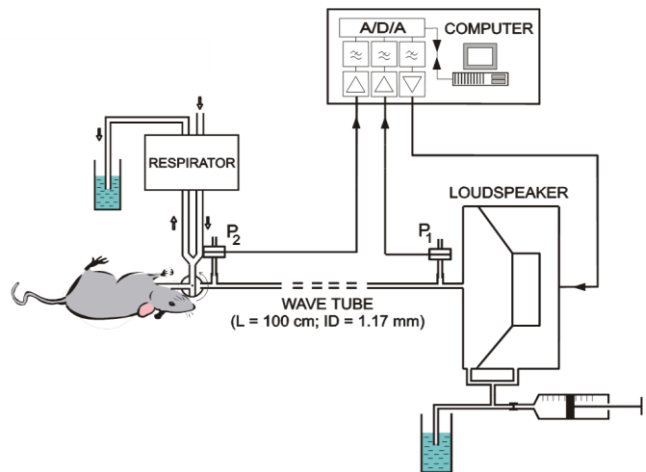 A/D/A
COMPUTER
RESPIRATOR
LOUDSPEAKER
P2
P1
WAVE TUBE
(L = 100 cm; ID = 1.17 mm)